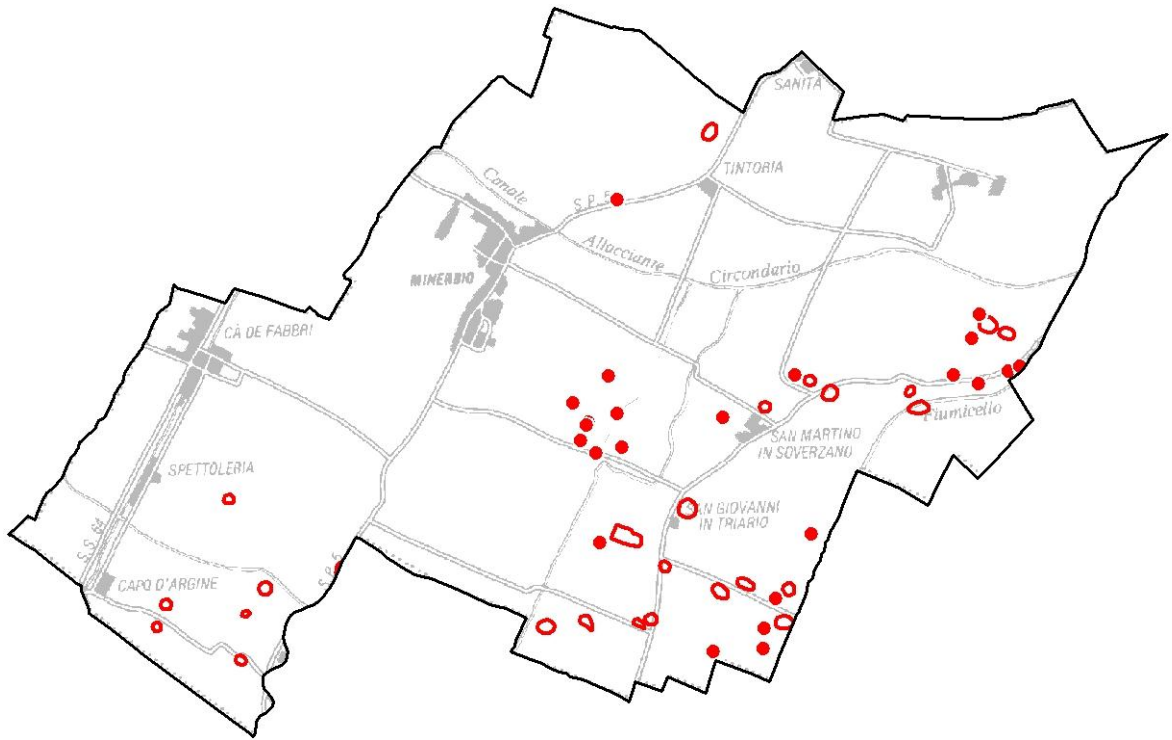 SANITÀ
TINTORIA
Canale
S. P. 5
Allacciante
Circondario
MINERBIO
CÀ DE FABBRI
Fiumicello
SAN MARTINO
IN SOVERZANO
SPETTOLERIA
SAN GIOVANNI
IN TRIARIO
S.S. 64
CAPO D'ARGINE
S.P. 5